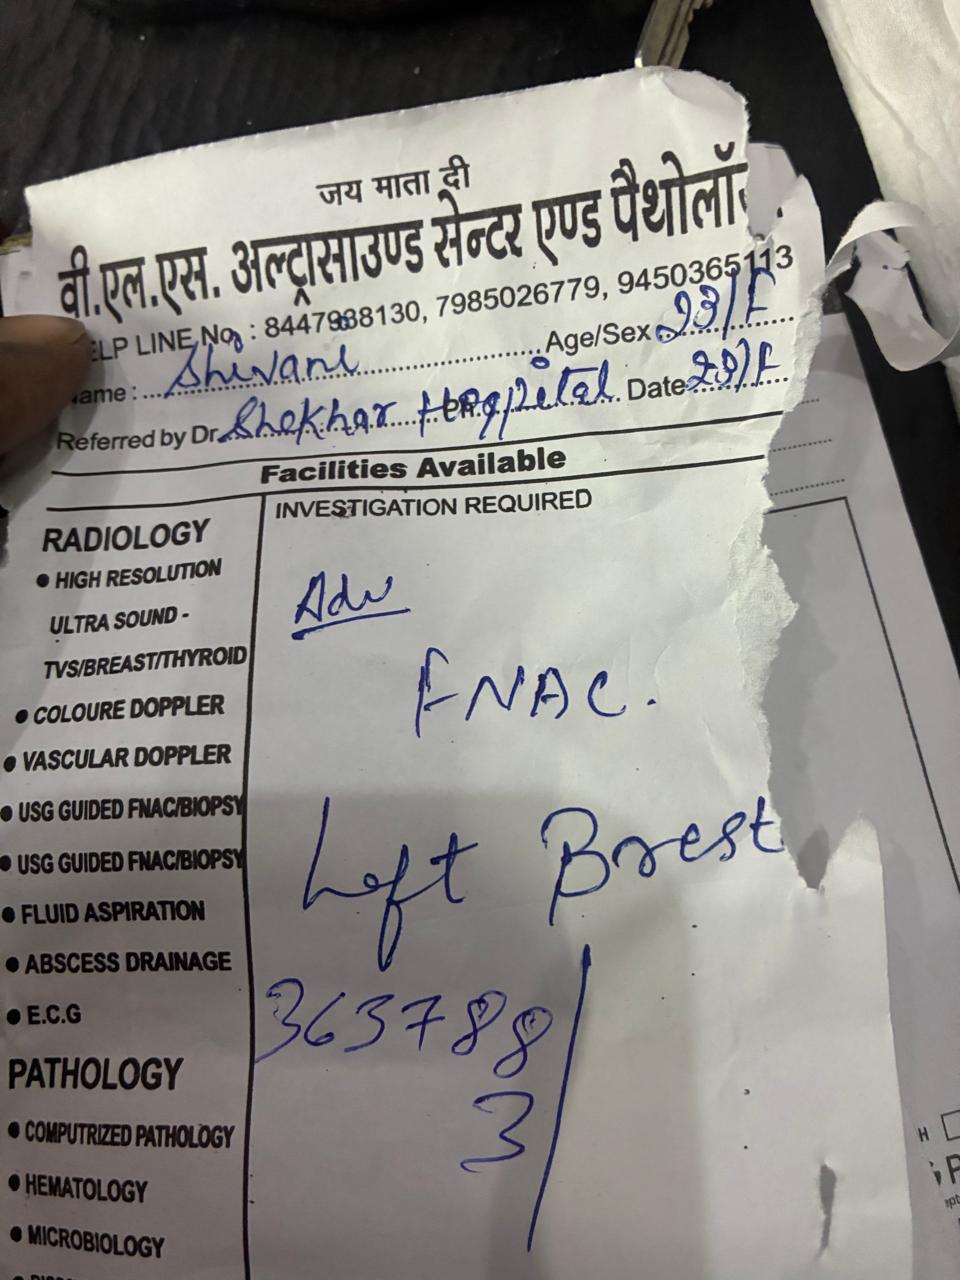 जय माता दी
वी.एल.एस. अल्ट्रासाउण्ड सेन्टर एण्ड पैथोलॉ
ELP LINE No. : 8447938130, 7985026779, 9450365113
ame : Shivani Age/Sex 23/F
Referred by Dr. Shekhar Hospital Date 23/F
Facilities Available
RADIOLOGY
• HIGH RESOLUTION
ULTRA SOUND -
TVS/BREAST/THYROID
• COLOURE DOPPLER
• VASCULAR DOPPLER
• USG GUIDED FNAC/BIOPSY
• USG GUIDED FNAC/BIOPSY
• FLUID ASPIRATION
• ABSCESS DRAINAGE
• E.C.G
PATHOLOGY
• COMPUTRIZED PATHOLOGY
• HEMATOLOGY
• MICROBIOLOGY
INVESTIGATION REQUIRED
Adv
FNAC.
Left Brest
363788
3
H